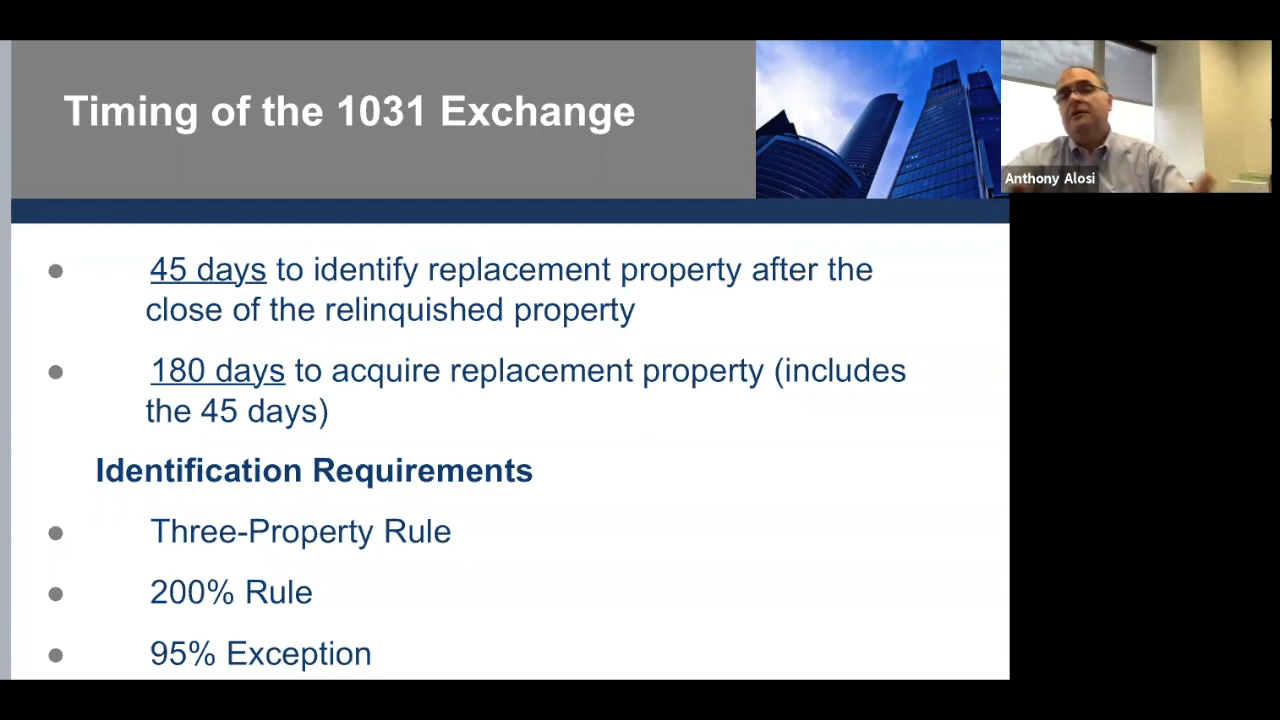 Timing of the 1031 Exchange
Anthony Alosi
● 45 days to identify replacement property after the
close of the relinquished property
● 180 days to acquire replacement property (includes
the 45 days)
Identification Requirements
● Three-Property Rule
● 200% Rule
● 95% Exception